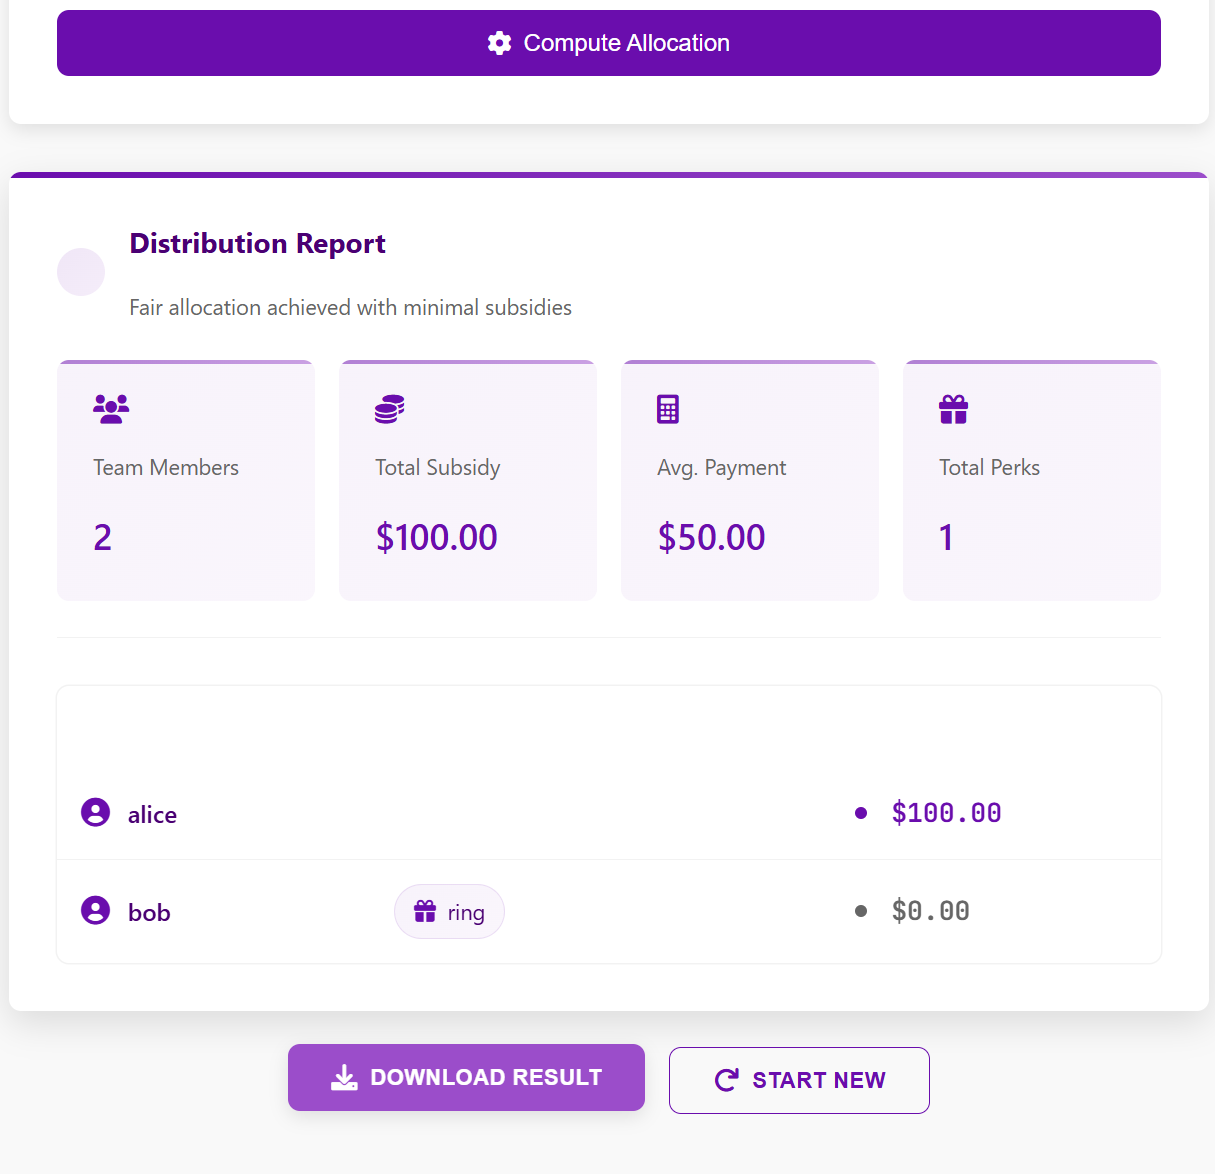 Compute Allocation
Distribution Report
Fair allocation achieved with minimal subsidies
Team Members
2
Total Subsidy
$100.00
Avg. Payment
$50.00
Total Perks
1
alice $100.00
bob ring $0.00
DOWNLOAD RESULT
START NEW